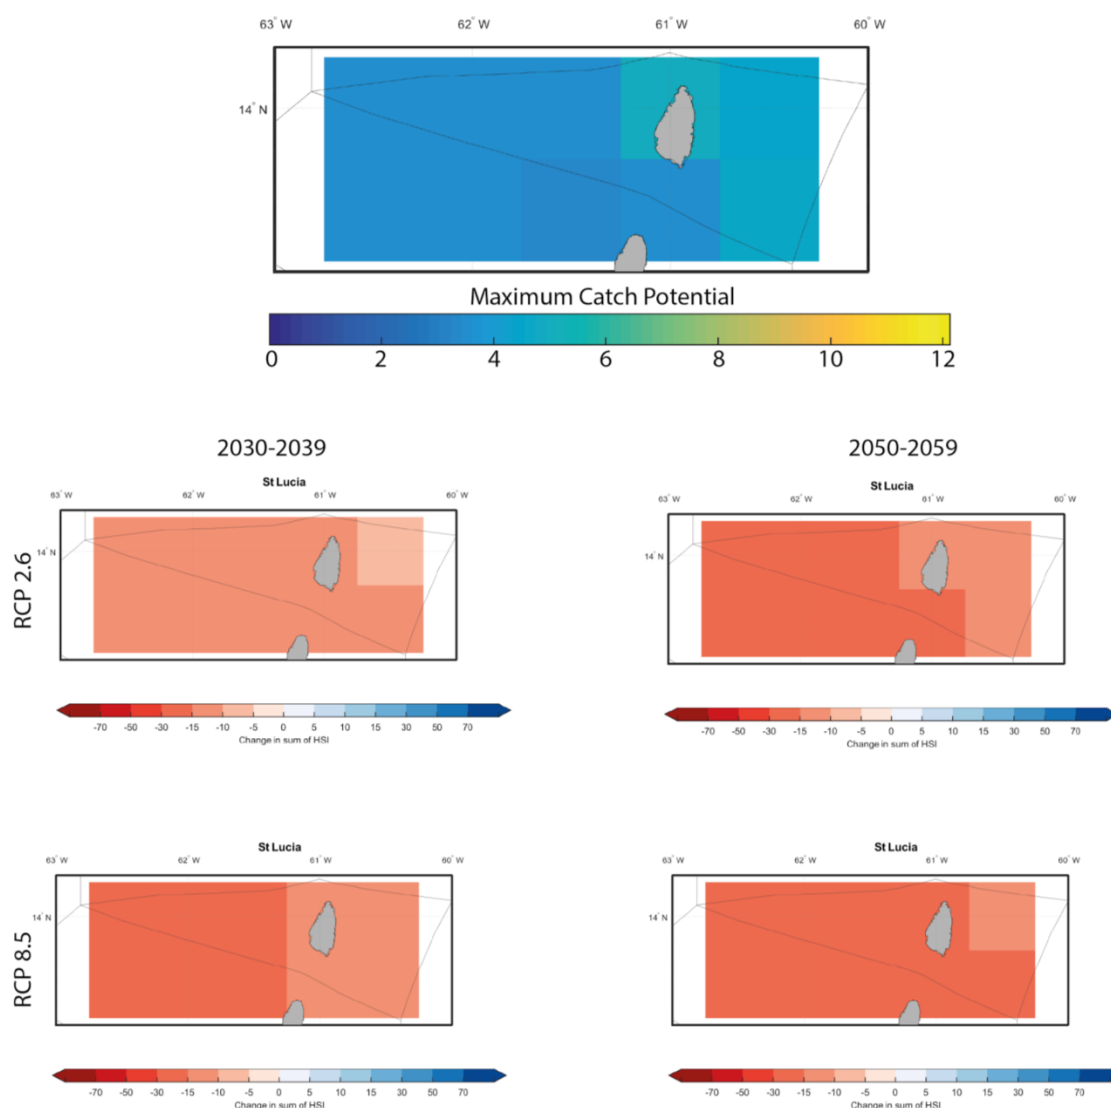 63° W 62° W 61° W 60° W
14° N
Maximum Catch Potential
0 2 4 6 8 10 12
2030-2039 2050-2059
St Lucia St Lucia
63° W 62° W 61° W 60° W 63° W 62° W 61° W 60° W
RCP 2.6
14° N 14° N
-70 -50 -30 -15 -10 -5 0 5 10 15 30 50 70 -70 -50 -30 -15 -10 -5 0 5 10 15 30 50 70
Change in sum of HSI Change in sum of HSI
St Lucia St Lucia
63° W 62° W 61° W 60° W 63° W 62° W 61° W 60° W
RCP 8.5
14° N 14° N
-70 -50 -30 -15 -10 -5 0 5 10 15 30 50 70 -70 -50 -30 -15 -10 -5 0 5 10 15 30 50 70
Change in sum of HSI Change in sum of HSI